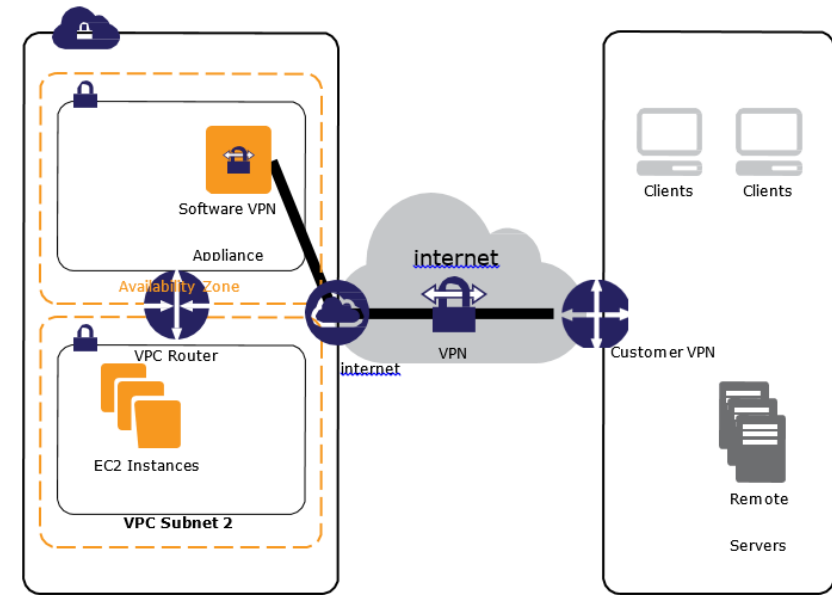 Clients
Clients
Software VPN
Appliance
internet
Availability Zone
VPC Router
VPN
Customer VPN
internet
EC2 Instances
Remote
VPC Subnet 2
Servers